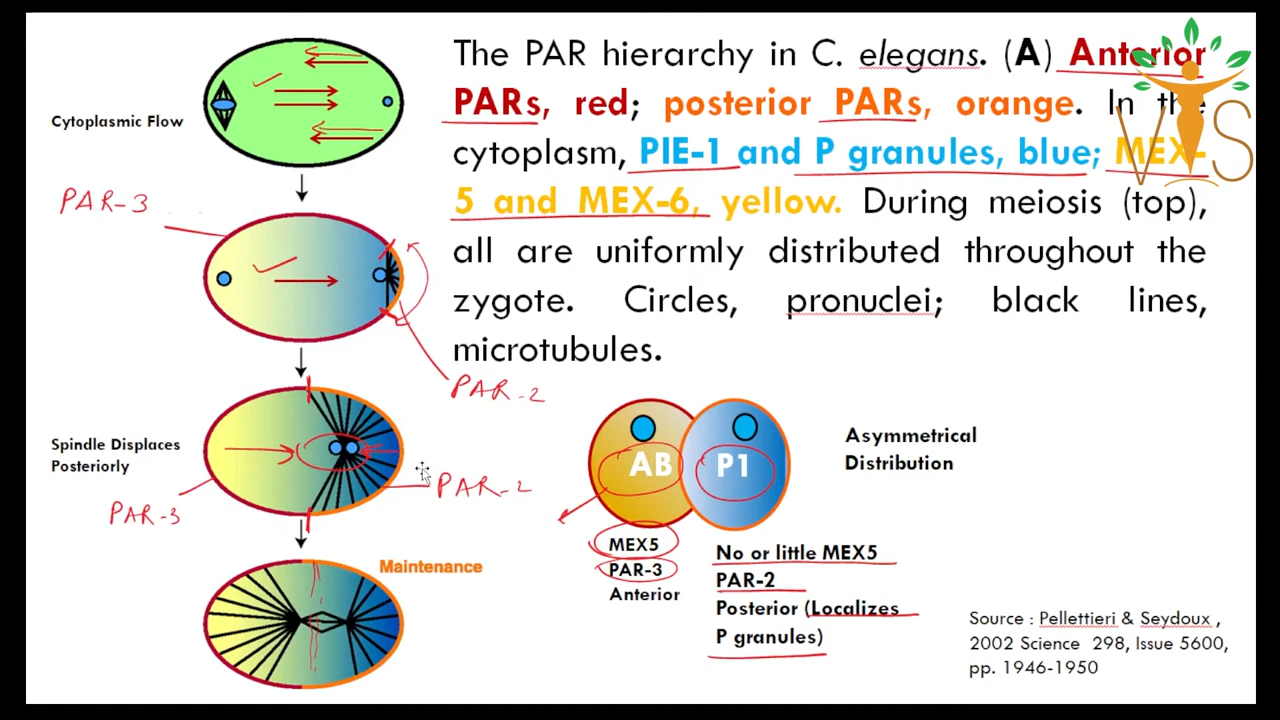 The PAR hierarchy in C. elegans. (A) Anterior
PARs, red; posterior PARs, orange. In the
cytoplasm, PIE-1 and P granules, blue; MEX-
5 and MEX-6, yellow. During meiosis (top),
all are uniformly distributed throughout the
zygote. Circles, pronuclei; black lines,
microtubules.
Cytoplasmic Flow
PAR-3
PAR-2
Spindle Displaces
Posteriorly
PAR-2
PAR-3
Maintenance
AB
P1
Asymmetrical
Distribution
MEX5
PAR-3
Anterior
No or little MEX5
PAR-2
Posterior (Localizes
P granules)
Source : Pellettieri & Seydoux ,
2002 Science 298, Issue 5600,
pp. 1946-1950
V S